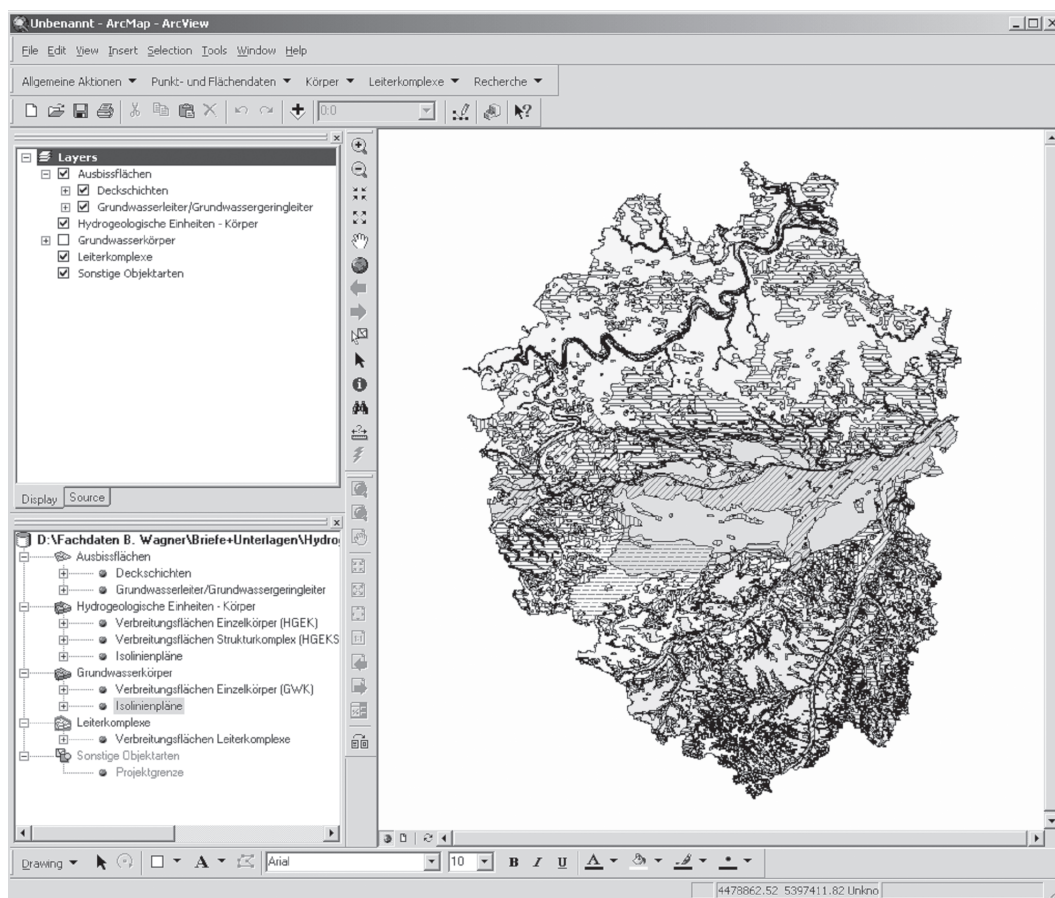 Unbenannt - ArcMap - ArcView
File Edit View Insert Selection Tools Window Help
Allgemeine Aktionen Punkt- und Flächendaten Körper Leiterkomplexe Recherche
0:0
Layers
Ausbissflächen
Deckschichten
Grundwasserleiter/Grundwassergeringleiter
Hydrogeologische Einheiten - Körper
Grundwasserkörper
Leiterkomplexe
Sonstige Objektarten
Display Source
D:\Fachdaten B. Wagner\Briefe+Unterlagen\Hydro
Ausbissflächen
Deckschichten
Grundwasserleiter/Grundwassergeringleiter
Hydrogeologische Einheiten - Körper
Verbreitungsflächen Einzelkörper (HGEK)
Verbreitungsflächen Strukturkomplex (HGEKS
Isolinienpläne
Grundwasserkörper
Verbreitungsflächen Einzelkörper (GWK)
Isolinienpläne
Leiterkomplexe
Verbreitungsflächen Leiterkomplexe
Sonstige Objektarten
Projektgrenze
Drawing A Arial 10 B I U A
4478862.52 5397411.82 Unkno